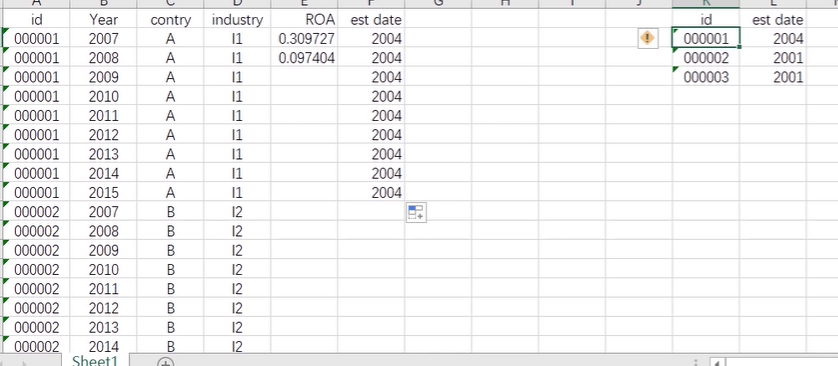 A B C D E F G H I J K L
id Year contry industry ROA est date id est date
000001 2007 A I1 0.309727 2004 000001 2004
000001 2008 A I1 0.097404 2004 000002 2001
000001 2009 A I1 2004 000003 2001
000001 2010 A I1 2004
000001 2011 A I1 2004
000001 2012 A I1 2004
000001 2013 A I1 2004
000001 2014 A I1 2004
000001 2015 A I1 2004
000002 2007 B I2
000002 2008 B I2
000002 2009 B I2
000002 2010 B I2
000002 2011 B I2
000002 2012 B I2
000002 2013 B I2
000002 2014 B I2
Sheet1